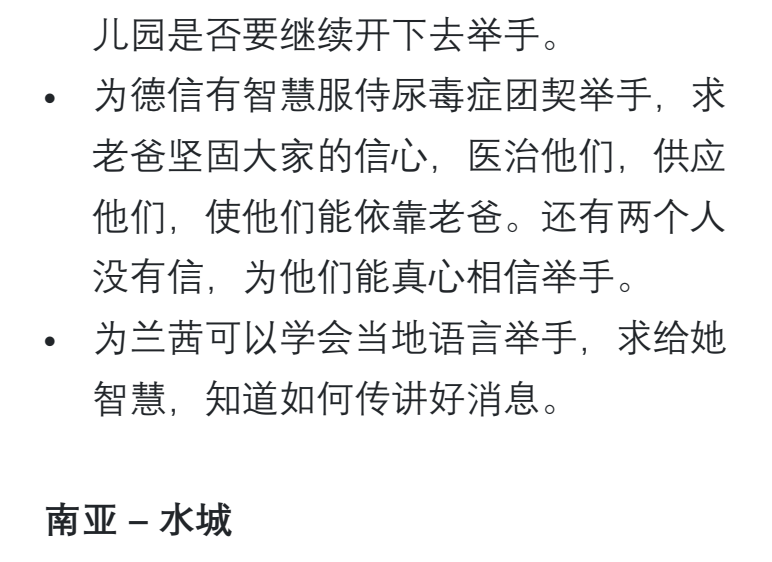 儿园是否要继续开下去举手。
• 为德信有智慧服侍尿毒症团契举手，求
老爸坚固大家的信心，医治他们，供应
他们，使他们能依靠老爸。还有两个人
没有信，为他们能真心相信举手。
• 为兰茜可以学会当地语言举手，求给她
智慧，知道如何传讲好消息。
南亚 – 水城